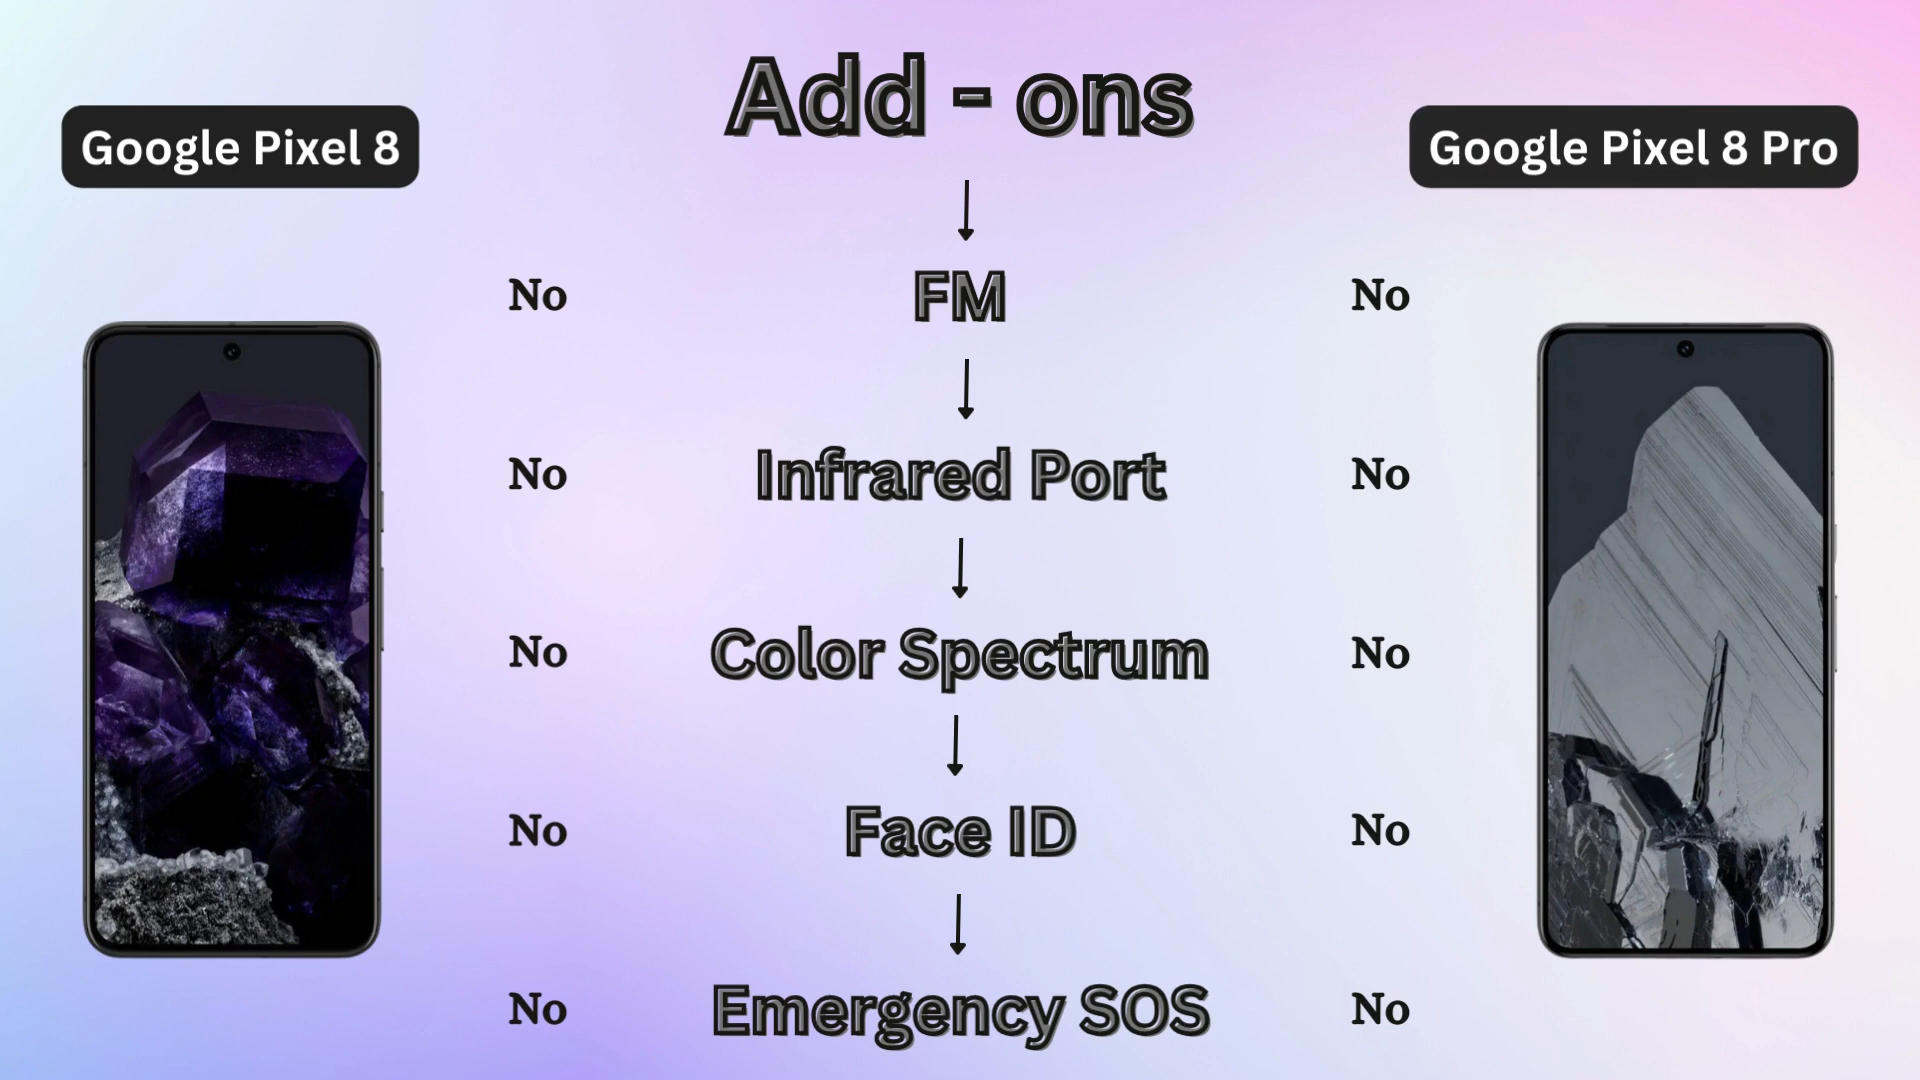 Add - ons
Google Pixel 8
Google Pixel 8 Pro
No FM No
No Infrared Port No
No Color Spectrum No
No Face ID No
No Emergency SOS No